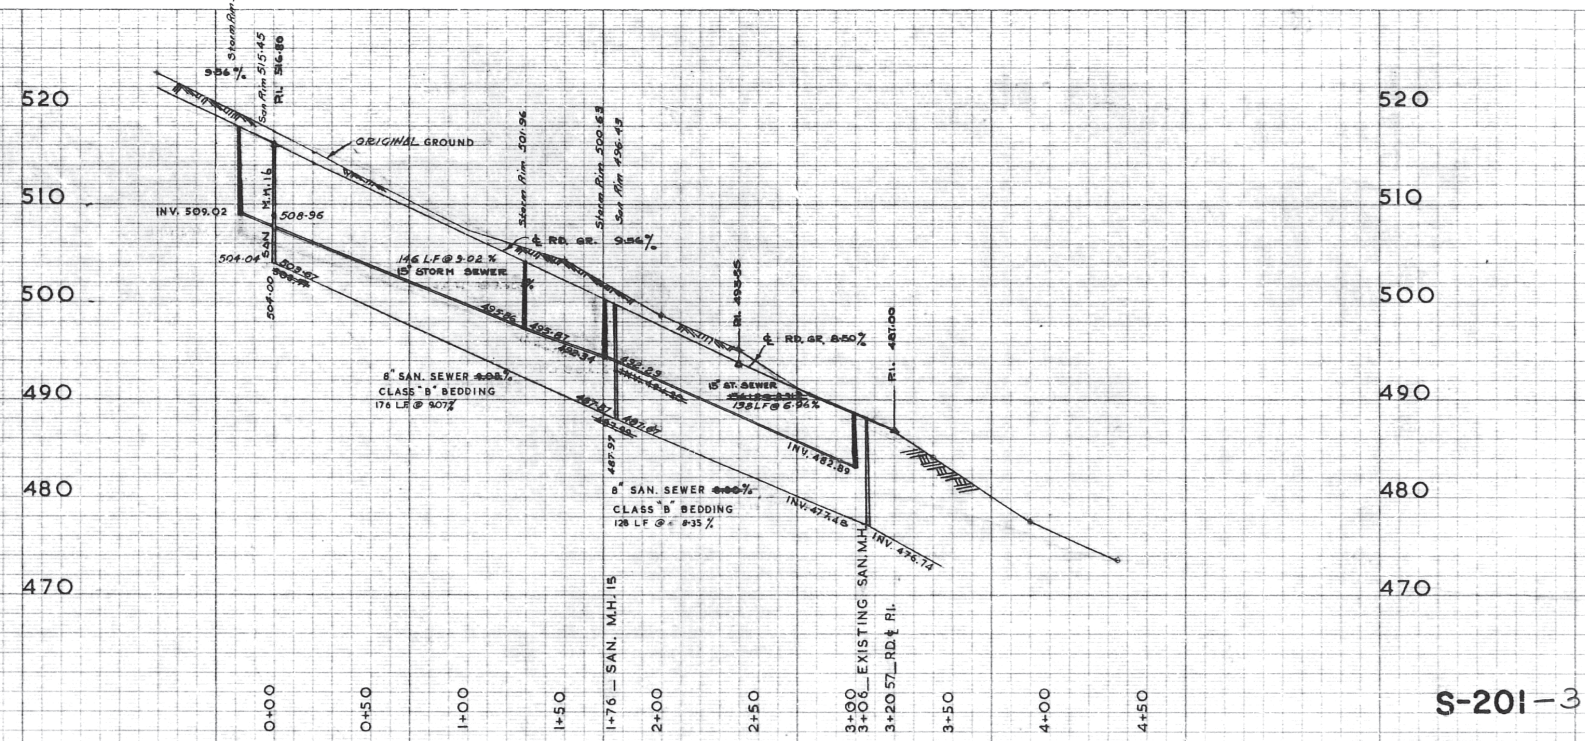 Storm Rim
9.56 %
San Rim 515.45
P.I. 516.80
520
520
ORIGINAL GROUND
Storm Rim 501.96
Storm Rim 500.63
San Rim 496.43
SAN M.H. 16
510
510
INV. 509.02
508.96
℄ RD. GR. 9.56%
504.04
503.67
504.00
146 L.F @ 9.02 %
15" STORM SEWER
P.I. 493.55
500
500
495.86
495.87
492.34
492.29
℄ RD. GR. 8.50%
P.I. 487.00
8" SAN. SEWER
CLASS "B" BEDDING
176 L.F @ 9.07%
15" ST. SEWER
138 LF @ 6.96%
490
490
487.87
487.67
487.97
INV. 482.89
480
480
8" SAN. SEWER
CLASS "B" BEDDING
128 LF @ 8.35 %
INV. 477.48
INV. 476.74
470
470
1+76 — SAN. M.H. 15
3+06 — EXISTING SAN. M.H.
3+20.57 — RD. ℄ P.I.
0+00
0+50
1+00
1+50
2+00
2+50
3+00
3+50
4+00
4+50
S-201-3